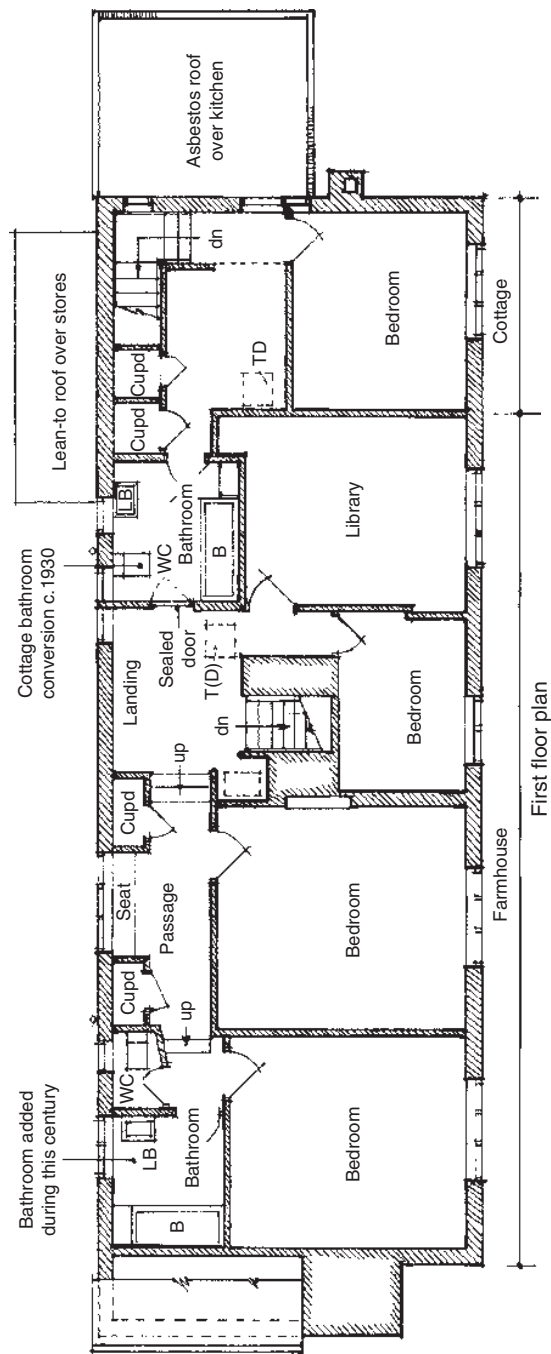 Bathroom added
during this century
Cottage bathroom
conversion c.1930
Lean-to roof over stores
Asbestos roof
over kitchen
LB
WC
Cupd
Seat
Cupd
Landing
WC
LB
Cupd
Cupd
B
Bathroom
up
Passage
up
Sealed
door
Bathroom
dn
T(D)
B
TD
dn
Bedroom
Bedroom
Bedroom
Library
Bedroom
Farmhouse
Cottage
First floor plan